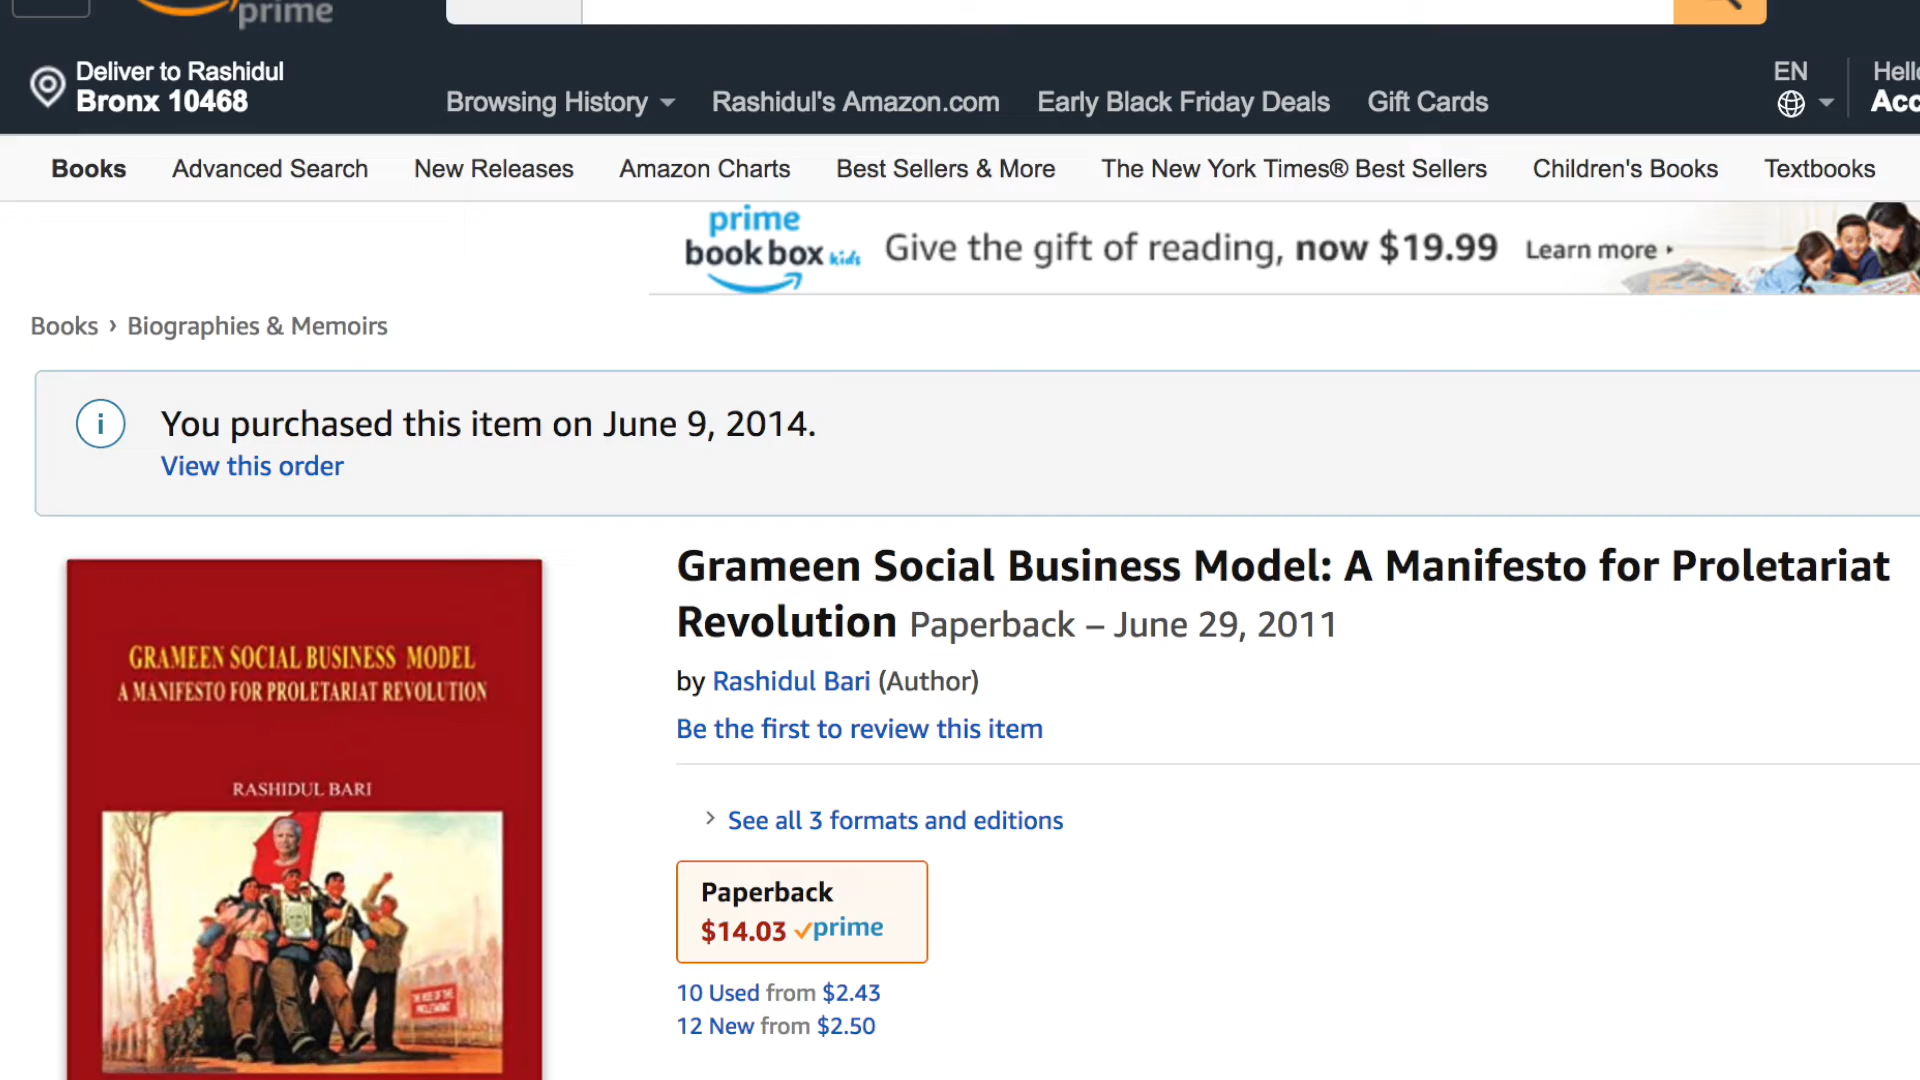 prime
Deliver to Rashidul
Bronx 10468
Browsing History
Rashidul's Amazon.com
Early Black Friday Deals
Gift Cards
EN
Hello
Acc
Books
Advanced Search
New Releases
Amazon Charts
Best Sellers & More
The New York Times® Best Sellers
Children's Books
Textbooks
prime
book box kids
Give the gift of reading, now $19.99
Learn more
Books › Biographies & Memoirs
i
You purchased this item on June 9, 2014.
View this order
GRAMEEN SOCIAL BUSINESS MODEL
A MANIFESTO FOR PROLETARIAT REVOLUTION
RASHIDUL BARI
Grameen Social Business Model: A Manifesto for Proletariat
Revolution Paperback – June 29, 2011
by Rashidul Bari (Author)
Be the first to review this item
See all 3 formats and editions
Paperback
$14.03 prime
10 Used from $2.43
12 New from $2.50